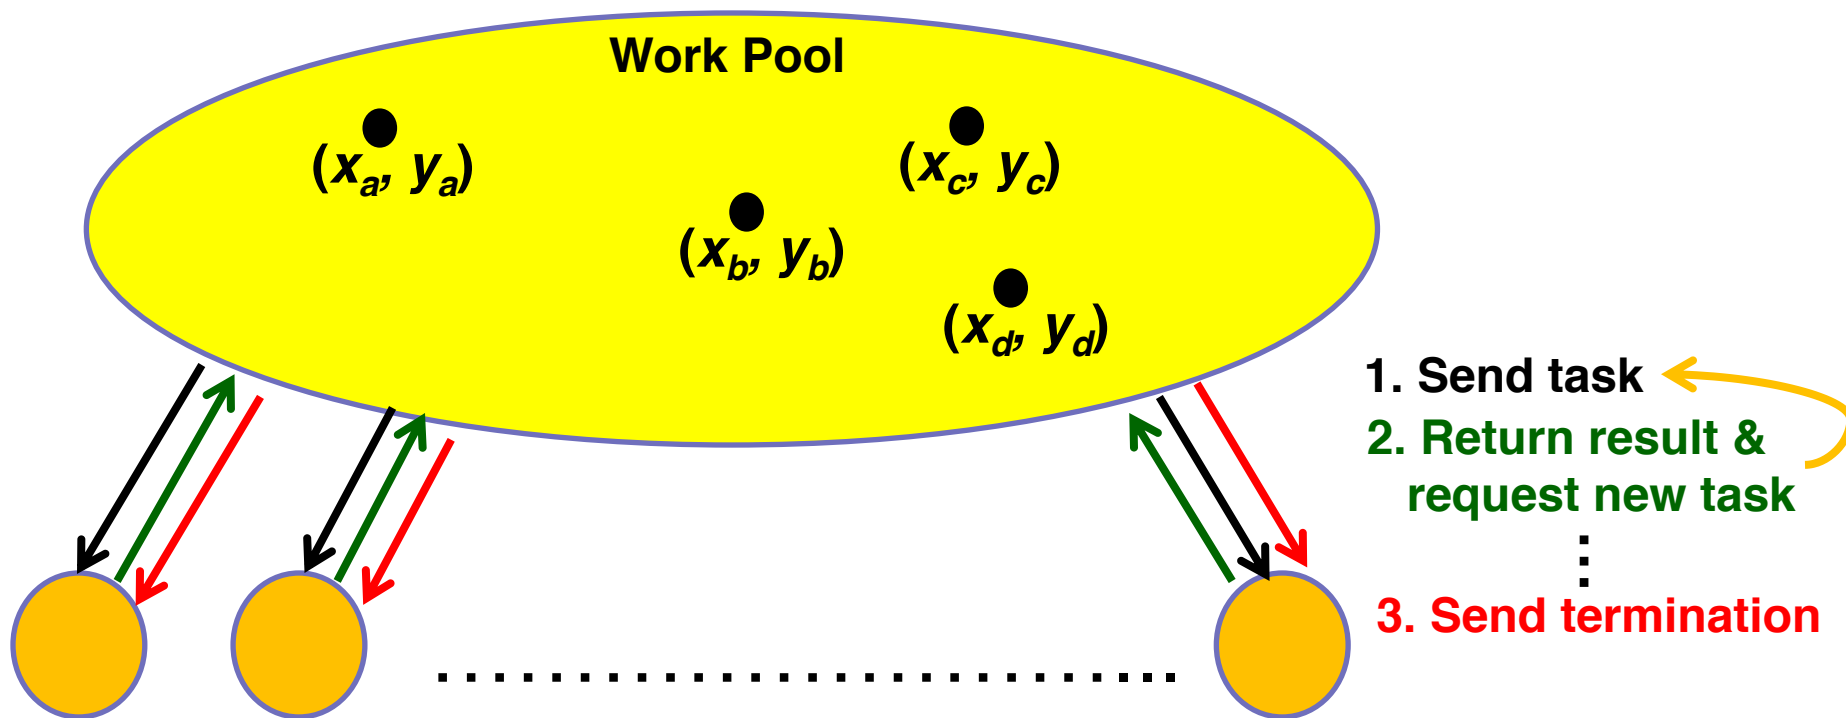 Work Pool
(xa, ya)
(xc, yc)
(xb, yb)
(xd, yd)
1. Send task
2. Return result &
request new task
3. Send termination